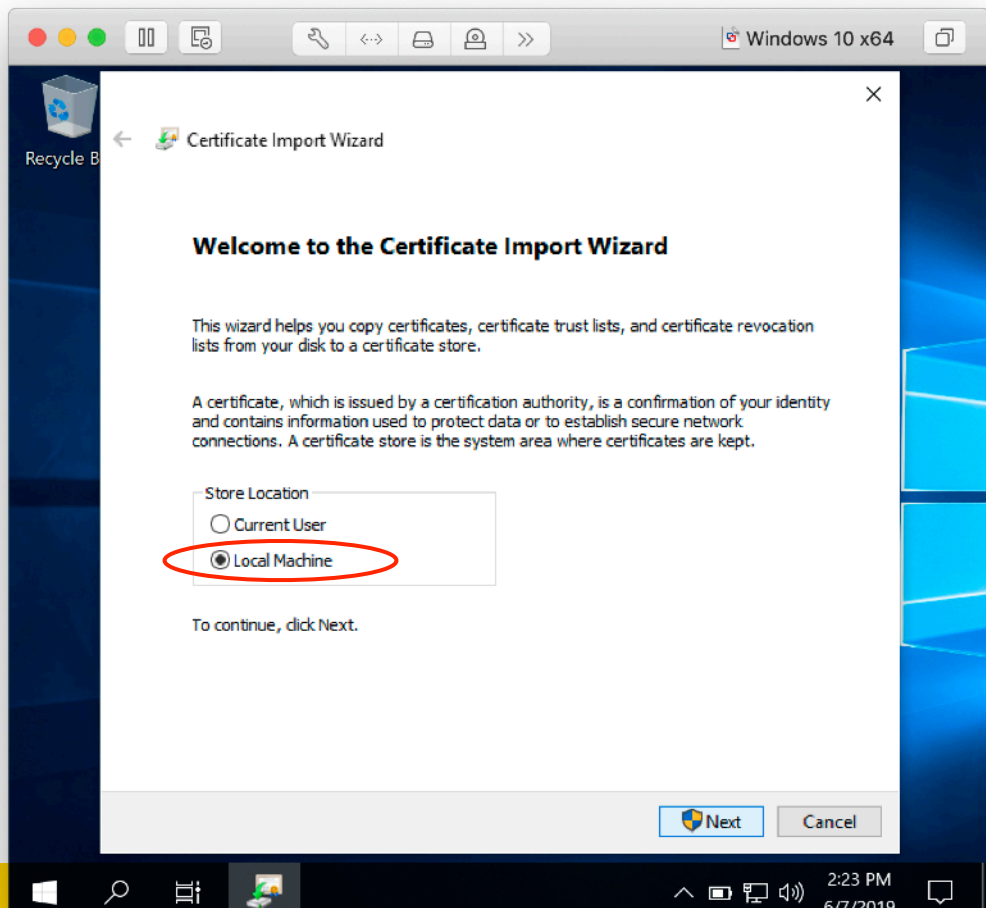 Windows 10 x64
Recycle B
Certificate Import Wizard
Welcome to the Certificate Import Wizard
This wizard helps you copy certificates, certificate trust lists, and certificate revocation
lists from your disk to a certificate store.
A certificate, which is issued by a certification authority, is a confirmation of your identity
and contains information used to protect data or to establish secure network
connections. A certificate store is the system area where certificates are kept.
Store Location
Current User
Local Machine
To continue, click Next.
Next
Cancel
2:23 PM
6/7/2019